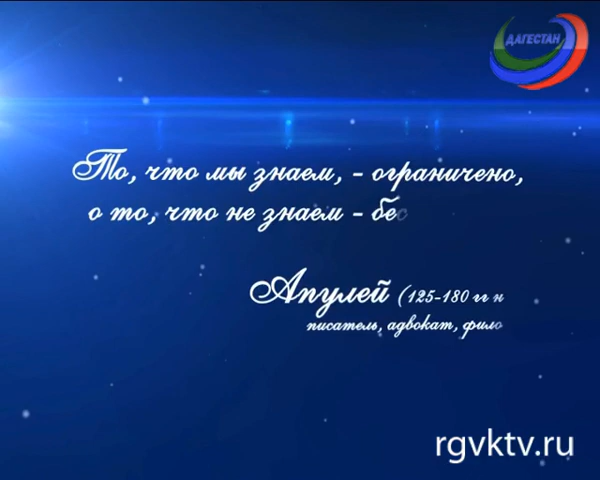 ДАГЕСТАН
То, что мы знаем, - ограничено,
о то, что не знаем - бес
Апулей (125-180 гг н
писатель, адвокат, фило
rgvktv.ru